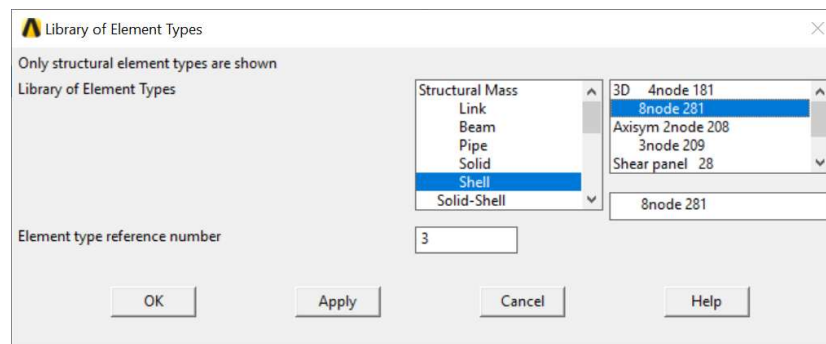 Library of Element Types
Only structural element types are shown
Library of Element Types
Structural Mass
Link
Beam
Pipe
Solid
Shell
Solid-Shell
3D 4node 181
8node 281
Axisym 2node 208
3node 209
Shear panel 28
8node 281
Element type reference number
3
OK
Apply
Cancel
Help